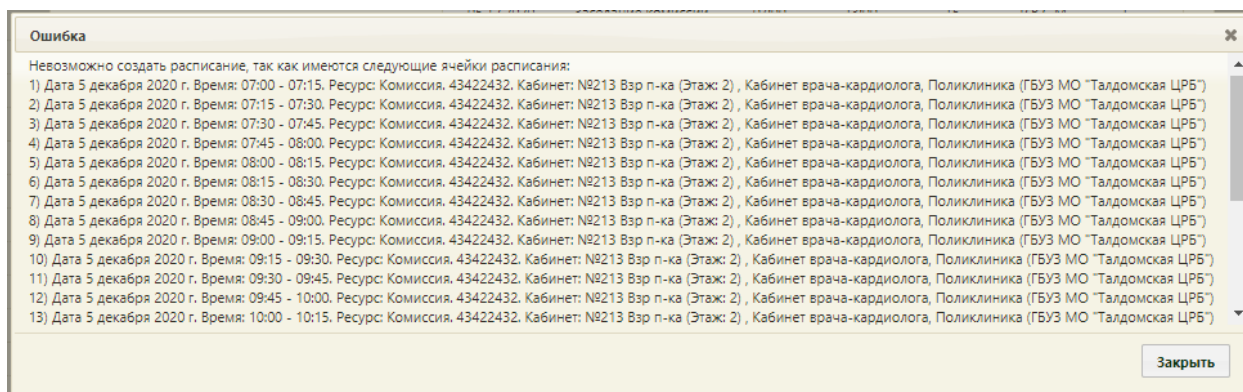 Ошибка
Невозможно создать расписание, так как имеются следующие ячейки расписания:
1) Дата 5 декабря 2020 г. Время: 07:00 - 07:15. Ресурс: Комиссия. 43422432. Кабинет: №213 Взр п-ка (Этаж: 2) , Кабинет врача-кардиолога, Поликлиника (ГБУЗ МО "Талдомская ЦРБ")
2) Дата 5 декабря 2020 г. Время: 07:15 - 07:30. Ресурс: Комиссия. 43422432. Кабинет: №213 Взр п-ка (Этаж: 2) , Кабинет врача-кардиолога, Поликлиника (ГБУЗ МО "Талдомская ЦРБ")
3) Дата 5 декабря 2020 г. Время: 07:30 - 07:45. Ресурс: Комиссия. 43422432. Кабинет: №213 Взр п-ка (Этаж: 2) , Кабинет врача-кардиолога, Поликлиника (ГБУЗ МО "Талдомская ЦРБ")
4) Дата 5 декабря 2020 г. Время: 07:45 - 08:00. Ресурс: Комиссия. 43422432. Кабинет: №213 Взр п-ка (Этаж: 2) , Кабинет врача-кардиолога, Поликлиника (ГБУЗ МО "Талдомская ЦРБ")
5) Дата 5 декабря 2020 г. Время: 08:00 - 08:15. Ресурс: Комиссия. 43422432. Кабинет: №213 Взр п-ка (Этаж: 2) , Кабинет врача-кардиолога, Поликлиника (ГБУЗ МО "Талдомская ЦРБ")
6) Дата 5 декабря 2020 г. Время: 08:15 - 08:30. Ресурс: Комиссия. 43422432. Кабинет: №213 Взр п-ка (Этаж: 2) , Кабинет врача-кардиолога, Поликлиника (ГБУЗ МО "Талдомская ЦРБ")
7) Дата 5 декабря 2020 г. Время: 08:30 - 08:45. Ресурс: Комиссия. 43422432. Кабинет: №213 Взр п-ка (Этаж: 2) , Кабинет врача-кардиолога, Поликлиника (ГБУЗ МО "Талдомская ЦРБ")
8) Дата 5 декабря 2020 г. Время: 08:45 - 09:00. Ресурс: Комиссия. 43422432. Кабинет: №213 Взр п-ка (Этаж: 2) , Кабинет врача-кардиолога, Поликлиника (ГБУЗ МО "Талдомская ЦРБ")
9) Дата 5 декабря 2020 г. Время: 09:00 - 09:15. Ресурс: Комиссия. 43422432. Кабинет: №213 Взр п-ка (Этаж: 2) , Кабинет врача-кардиолога, Поликлиника (ГБУЗ МО "Талдомская ЦРБ")
10) Дата 5 декабря 2020 г. Время: 09:15 - 09:30. Ресурс: Комиссия. 43422432. Кабинет: №213 Взр п-ка (Этаж: 2) , Кабинет врача-кардиолога, Поликлиника (ГБУЗ МО "Талдомская ЦРБ")
11) Дата 5 декабря 2020 г. Время: 09:30 - 09:45. Ресурс: Комиссия. 43422432. Кабинет: №213 Взр п-ка (Этаж: 2) , Кабинет врача-кардиолога, Поликлиника (ГБУЗ МО "Талдомская ЦРБ")
12) Дата 5 декабря 2020 г. Время: 09:45 - 10:00. Ресурс: Комиссия. 43422432. Кабинет: №213 Взр п-ка (Этаж: 2) , Кабинет врача-кардиолога, Поликлиника (ГБУЗ МО "Талдомская ЦРБ")
13) Дата 5 декабря 2020 г. Время: 10:00 - 10:15. Ресурс: Комиссия. 43422432. Кабинет: №213 Взр п-ка (Этаж: 2) , Кабинет врача-кардиолога, Поликлиника (ГБУЗ МО "Талдомская ЦРБ")
Закрыть